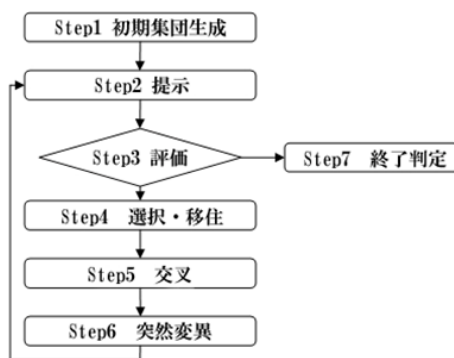 Step1 初期集団生成
Step2 提示
Step3 評価
Step7 終了判定
Step4 選択・移住
Step5 交叉
Step6 突然変異